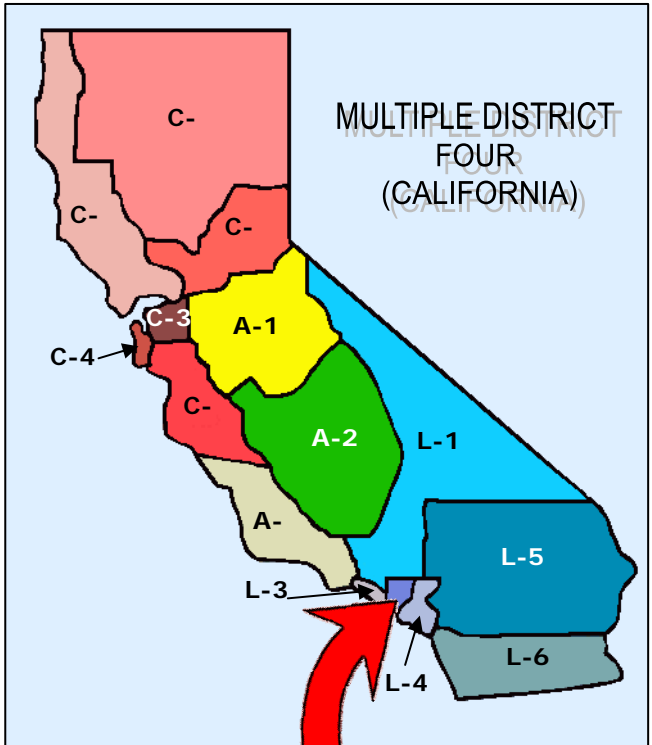 MULTIPLE DISTRICT
FOUR
(CALIFORNIA)
C-
C-
C-
C-3
A-1
C-4
C-
A-2
L-1
A-
L-5
L-3
L-6
L-4